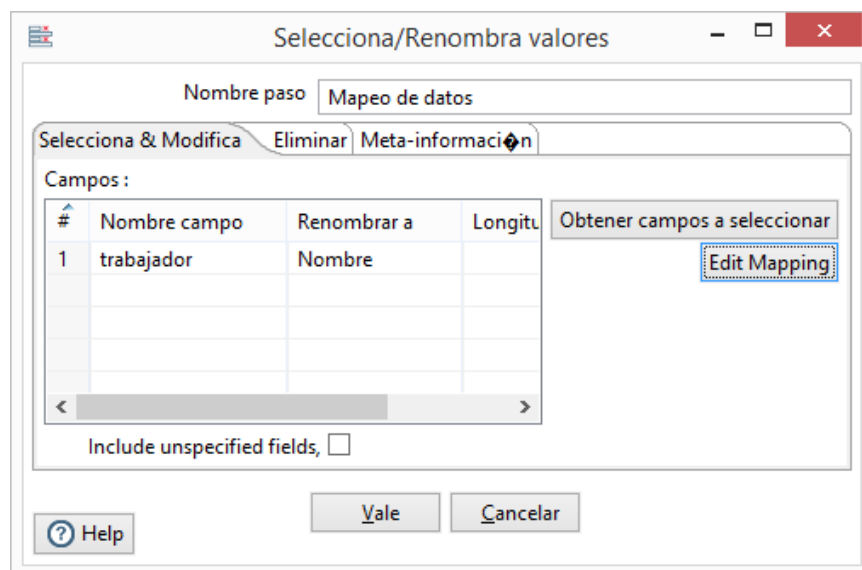 Selecciona/Renombra valores
Nombre paso Mapeo de datos
Selecciona & Modifica Eliminar Meta-informaci�n
Campos :
# Nombre campo Renombrar a Longitu Obtener campos a seleccionar
1 trabajador Nombre Edit Mapping
Include unspecified fields,
Vale Cancelar
Help